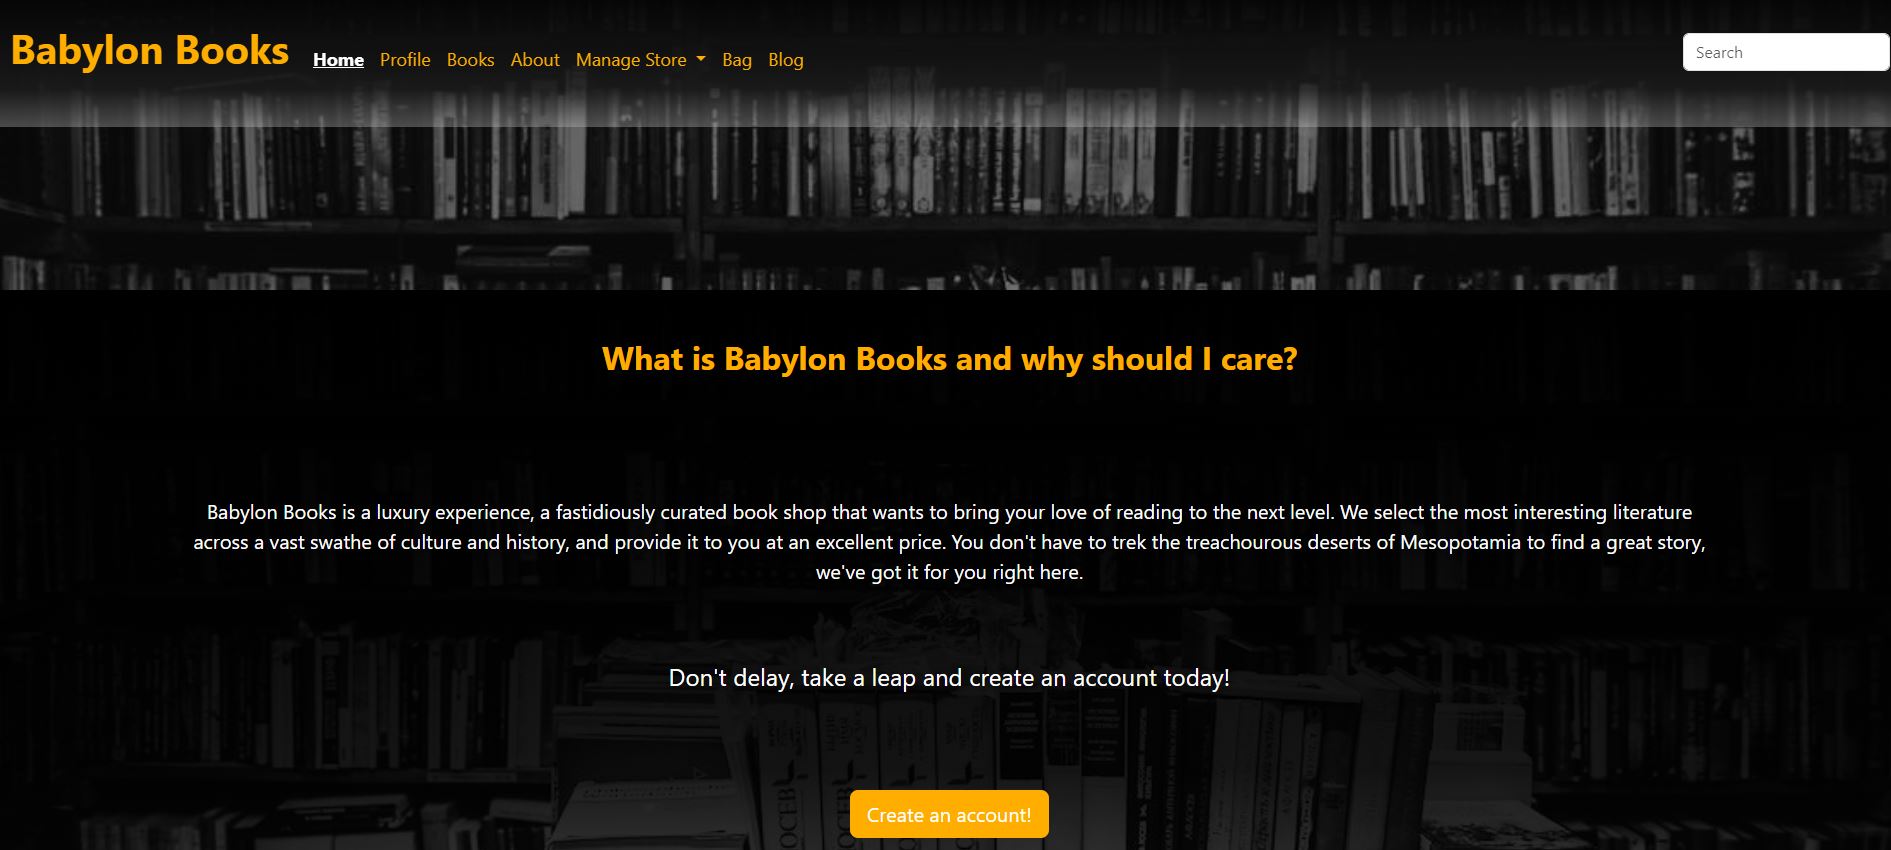 Babylon Books
Home Profile Books About Manage Store Bag Blog
Search
What is Babylon Books and why should I care?
Babylon Books is a luxury experience, a fastidiously curated book shop that wants to bring your love of reading to the next level. We select the most interesting literature
across a vast swathe of culture and history, and provide it to you at an excellent price. You don't have to trek the treachourous deserts of Mesopotamia to find a great story,
we've got it for you right here.
Don't delay, take a leap and create an account today!
Create an account!